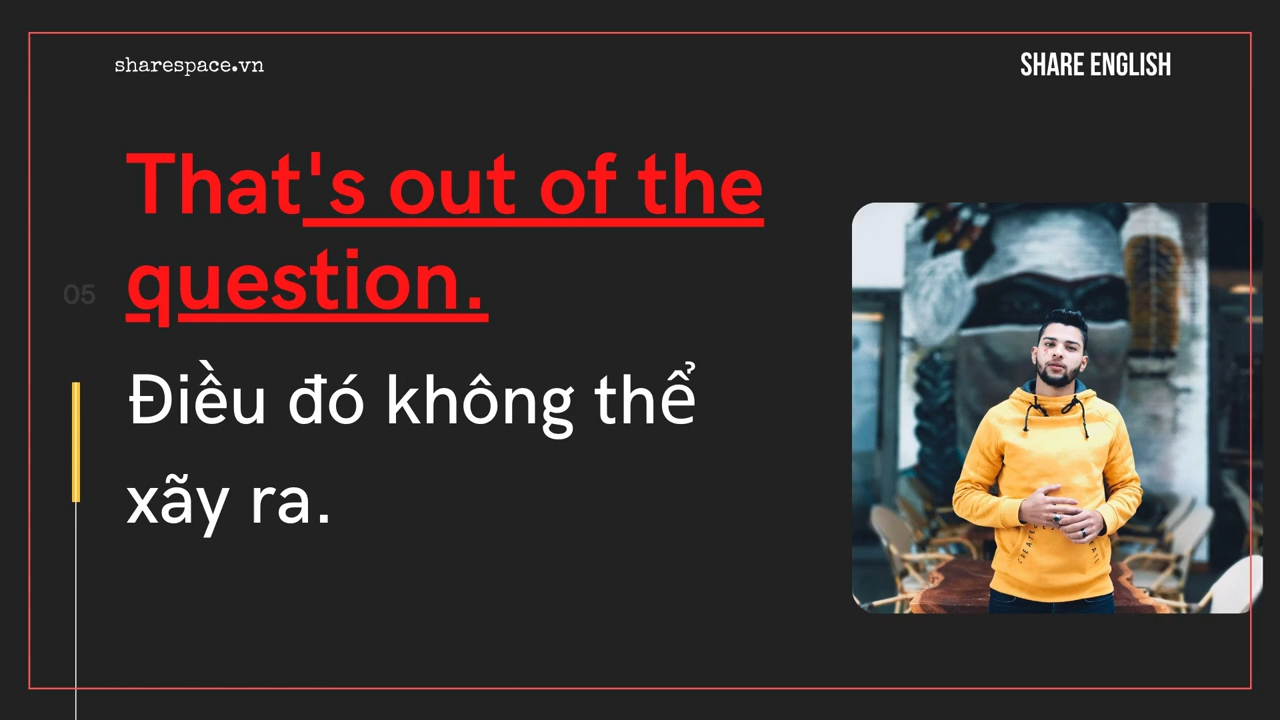 sharespace.vn
SHARE ENGLISH
That's out of the
question.
05
Điều đó không thể
xãy ra.